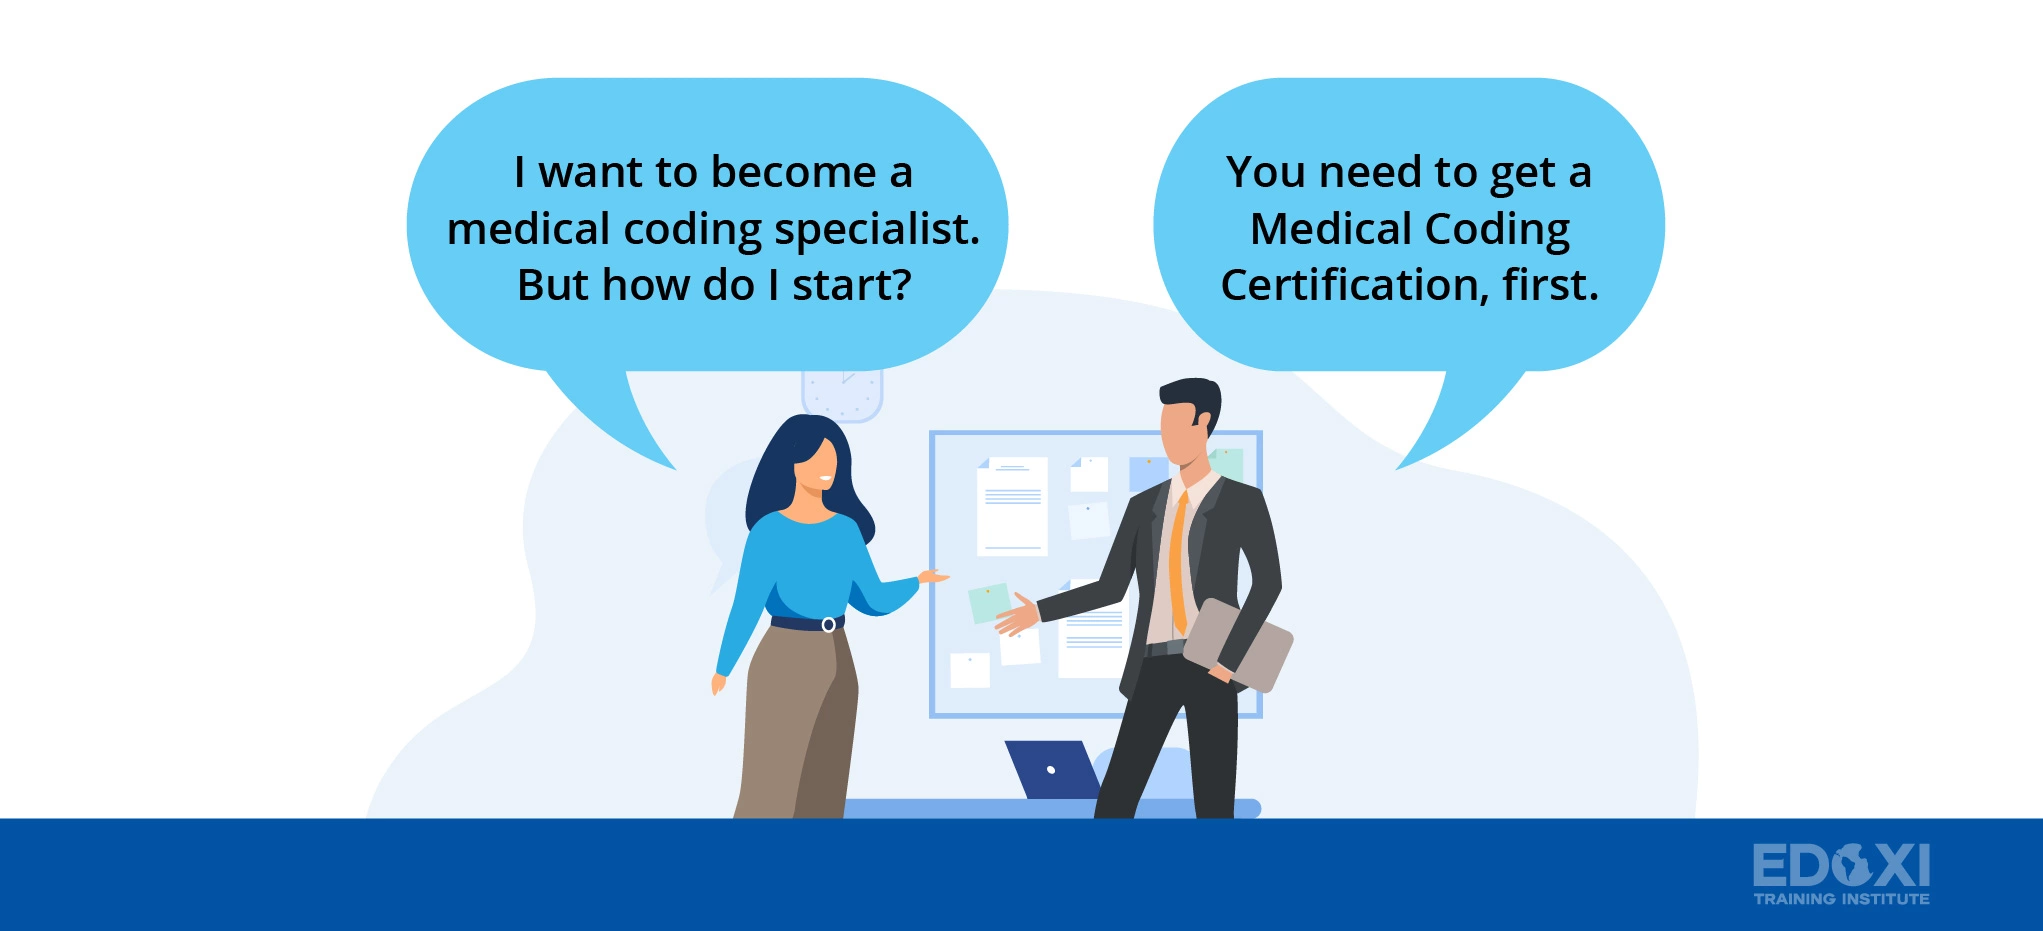 I want to become a
medical coding specialist.
But how do I start?
You need to get a
Medical Coding
Certification, first.
EDOXI
TRAINING INSTITUTE